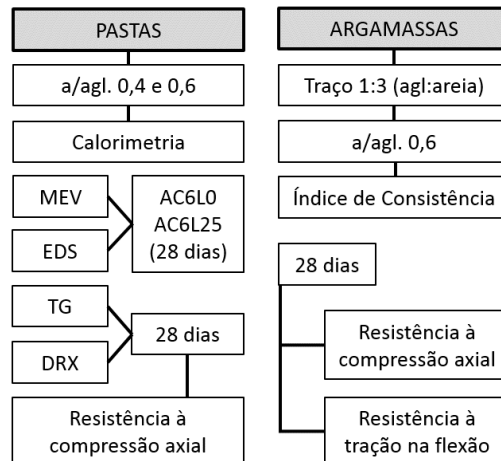 PASTAS
a/agl. 0,4 e 0,6
Calorimetria
MEV
EDS
AC6L0
AC6L25
(28 dias)
TG
DRX
28 dias
Resistência à
compressão axial
ARGAMASSAS
Traço 1:3 (agl:areia)
a/agl. 0,6
Índice de Consistência
28 dias
Resistência à
compressão axial
Resistência à
tração na flexão